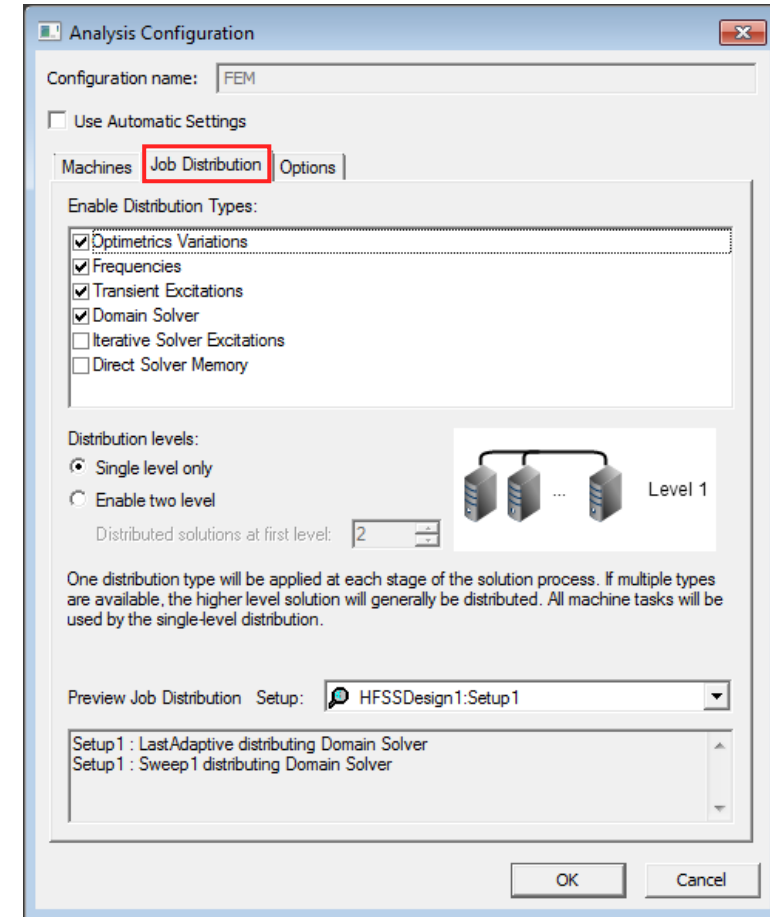 Analysis Configuration
Configuration name: FEM
Use Automatic Settings
Machines Job Distribution Options
Enable Distribution Types:
Optimetrics Variations
Frequencies
Transient Excitations
Domain Solver
Iterative Solver Excitations
Direct Solver Memory
Distribution levels:
Single level only
Enable two level
Distributed solutions at first level: 2
... Level 1
One distribution type will be applied at each stage of the solution process. If multiple types
are available, the higher level solution will generally be distributed. All machine tasks will be
used by the single-level distribution.
Preview Job Distribution Setup: HFSSDesign1:Setup1
Setup1 : LastAdaptive distributing Domain Solver
Setup1 : Sweep1 distributing Domain Solver
OK Cancel